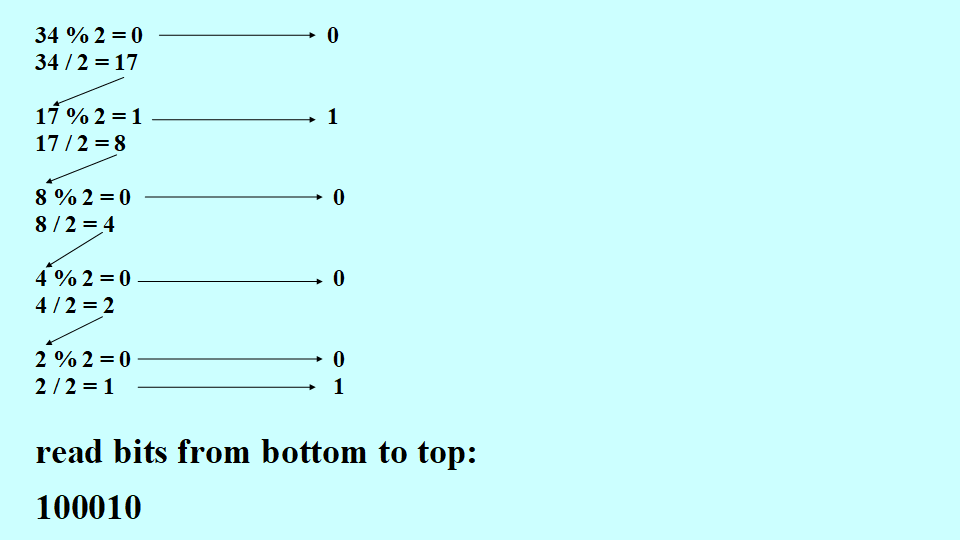 34 % 2 = 0 0
34 / 2 = 17
17 % 2 = 1 1
17 / 2 = 8
8 % 2 = 0 0
8 / 2 = 4
4 % 2 = 0 0
4 / 2 = 2
2 % 2 = 0 0
2 / 2 = 1 1
read bits from bottom to top:
100010